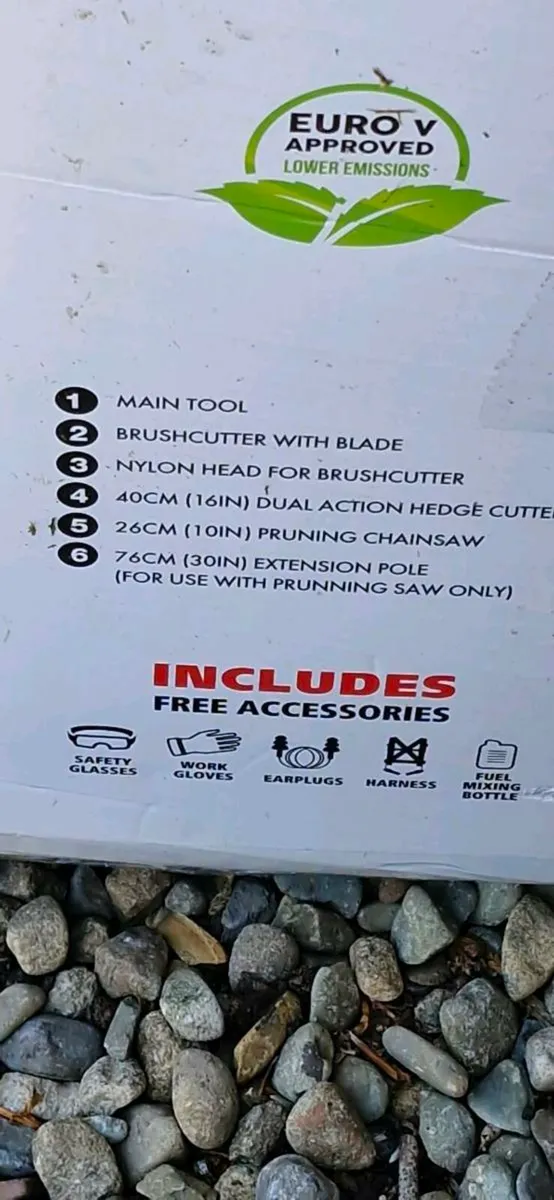 EURO V
APPROVED
LOWER EMISSIONS
1 MAIN TOOL
2 BRUSHCUTTER WITH BLADE
3 NYLON HEAD FOR BRUSHCUTTER
4 40CM (16IN) DUAL ACTION HEDGE CUTTE
5 26CM (10IN) PRUNING CHAINSAW
6 76CM (30IN) EXTENSION POLE
(FOR USE WITH PRUNNING SAW ONLY)
INCLUDES
FREE ACCESSORIES
SAFETY
GLASSES
WORK
GLOVES
EARPLUGS
HARNESS
FUEL
MIXING
BOTTLE